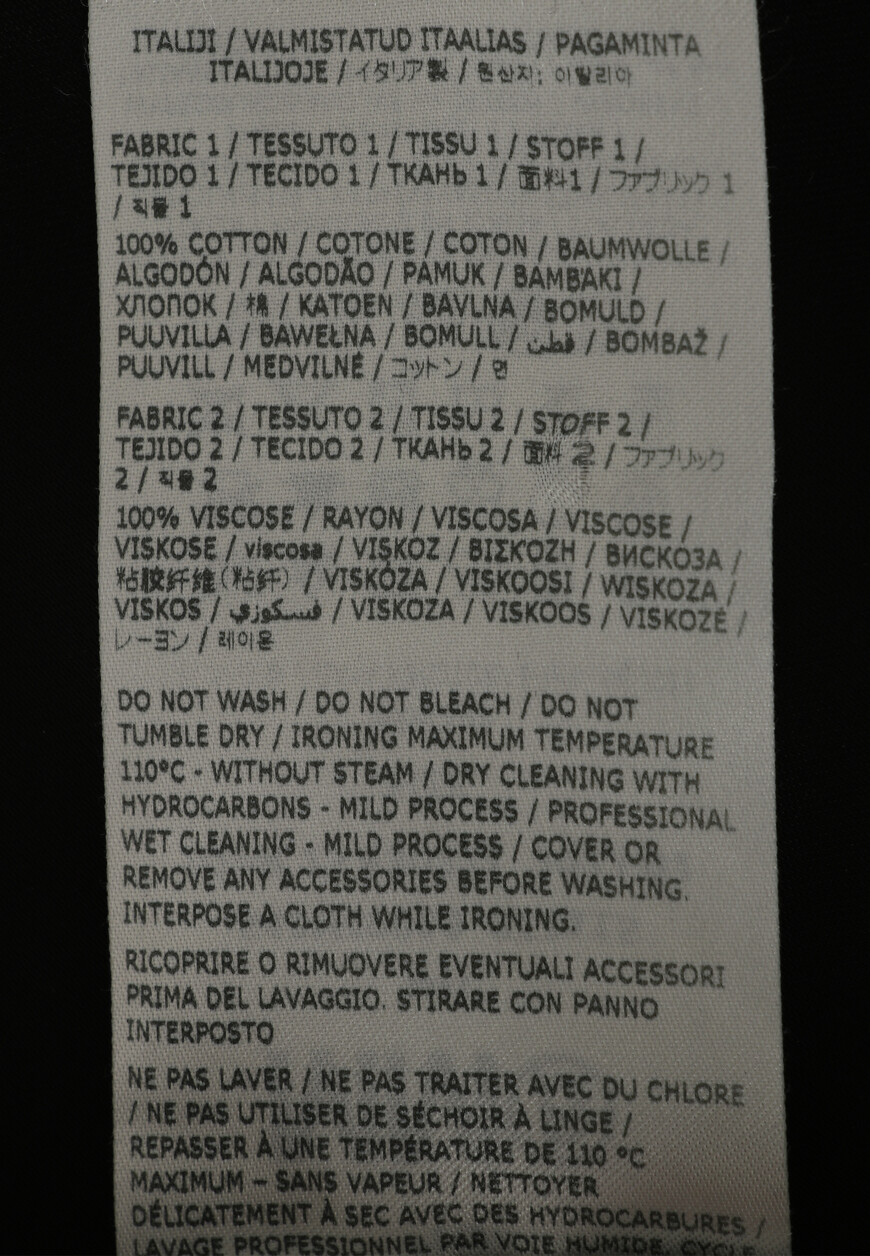 ITALIJI / VALMISTATUD ITAALIAS / PAGAMINTA
ITALIJOJE / イタリア製 / 원산지: 이탈리아
FABRIC 1 / TESSUTO 1 / TISSU 1 / STOFF 1 /
TEJIDO 1 / TECIDO 1 / ТКАНЬ 1 / 面料1 / ファブリック 1
/ 직물 1
100% COTTON / COTONE / COTON / BAUMWOLLE /
ALGODÓN / ALGODÃO / PAMUK / ΒΑΜΒΑΚΙ /
ХЛОПОК / 棉 / KATOEN / BAVLNA / BOMULD /
PUUVILLA / BAWEŁNA / BOMULL / قطن / BOMBAŽ /
PUUVILL / MEDVILNĖ / コットン / 면
FABRIC 2 / TESSUTO 2 / TISSU 2 / STOFF 2 /
TEJIDO 2 / TECIDO 2 / ТКАНЬ 2 / 面料 2 / ファブリック
2 / 직물 2
100% VISCOSE / RAYON / VISCOSA / VISCOSE /
VISKOSE / viscosa / VISKOZ / ΒΙΣΚΌΖΗ / ВИСКОЗА /
粘胶纤维(粘纤) / VISKÓZA / VISKOOSI / WISKOZA /
VISKOS / فسكوزي / VISKOZA / VISKOOS / VISKOZĖ /
レーヨン / 레이온
DO NOT WASH / DO NOT BLEACH / DO NOT
TUMBLE DRY / IRONING MAXIMUM TEMPERATURE
110°C - WITHOUT STEAM / DRY CLEANING WITH
HYDROCARBONS - MILD PROCESS / PROFESSIONAL
WET CLEANING - MILD PROCESS / COVER OR
REMOVE ANY ACCESSORIES BEFORE WASHING.
INTERPOSE A CLOTH WHILE IRONING.
RICOPRIRE O RIMUOVERE EVENTUALI ACCESSORI
PRIMA DEL LAVAGGIO. STIRARE CON PANNO
INTERPOSTO
NE PAS LAVER / NE PAS TRAITER AVEC DU CHLORE
/ NE PAS UTILISER DE SÉCHOIR À LINGE /
REPASSER À UNE TEMPÉRATURE DE 110 °C
MAXIMUM – SANS VAPEUR / NETTOYER
DÉLICATEMENT À SEC AVEC DES HYDROCARBURES /
LAVAGE PROFESSIONNEL PAR VOIE HUMIDE,